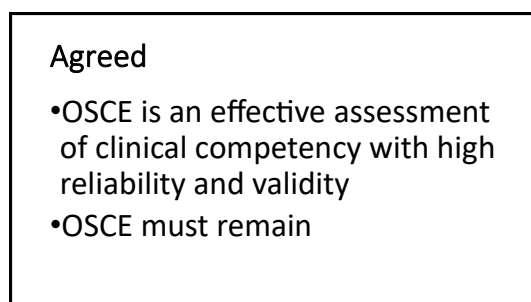 Agreed
•OSCE is an effective assessment
of clinical competency with high
reliability and validity
•OSCE must remain